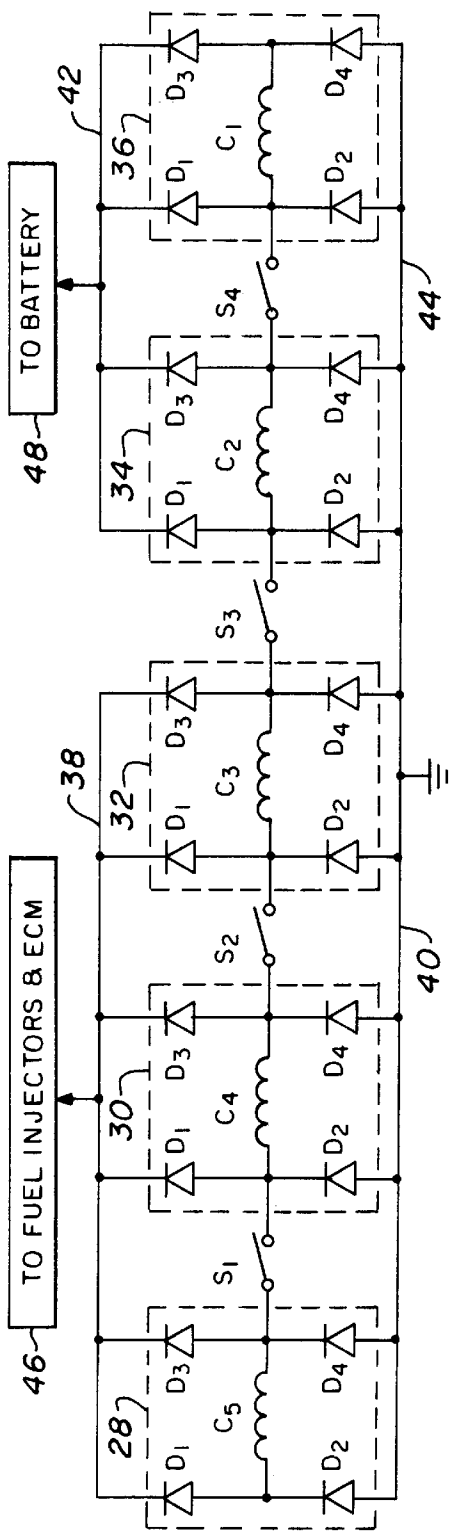 46
TO FUEL INJECTORS & ECM
48
TO BATTERY
38
42
28
D1
D3
C5
D2
D4
S1
30
D1
D3
C4
D2
D4
S2
32
D1
D3
C3
D2
D4
S3
34
D1
D3
C2
D2
D4
S4
36
D1
D3
C1
D2
D4
40
44